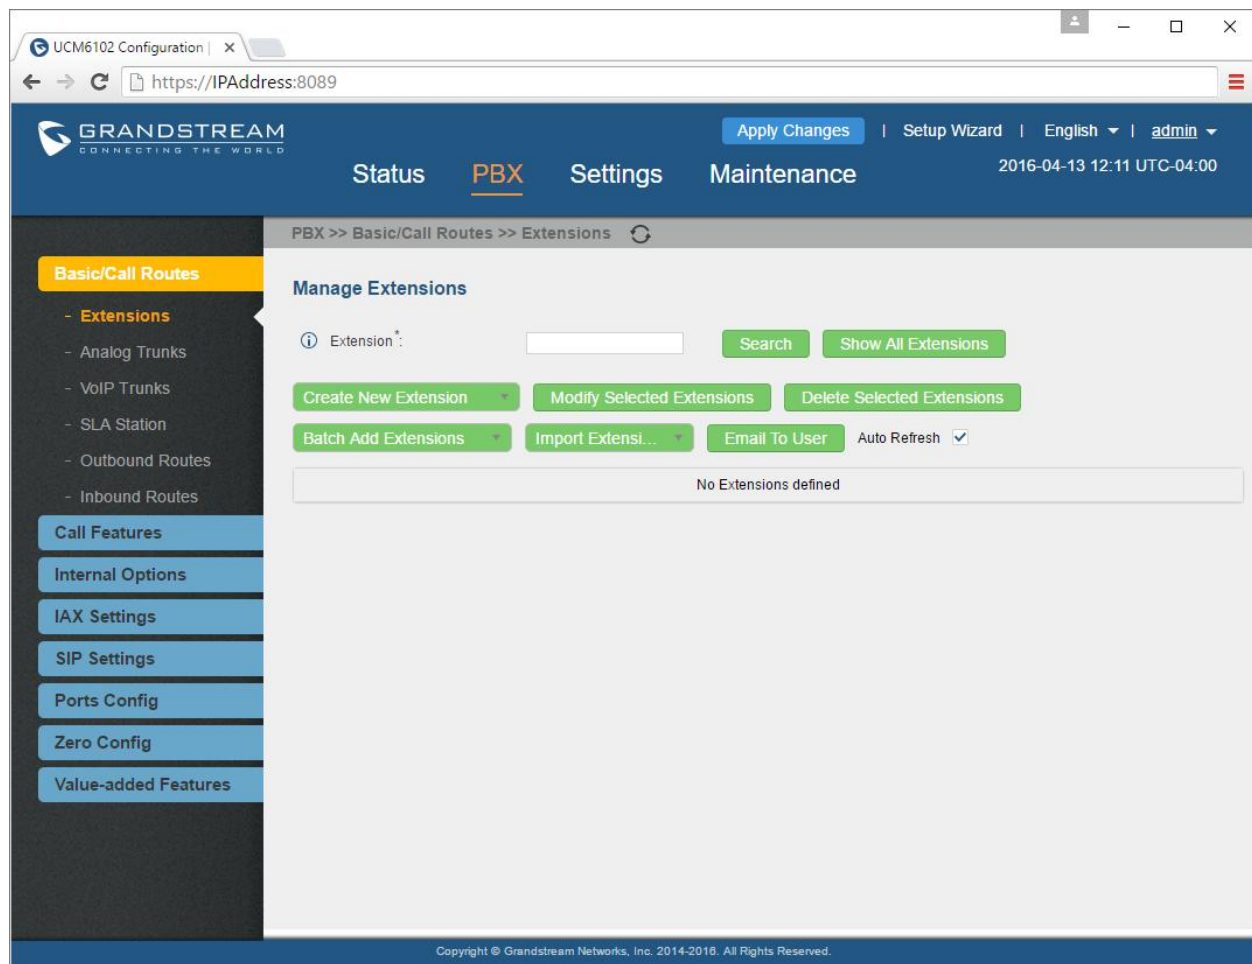 UCM6102 Configuration |
https://IPAddress:8089
GRANDSTREAM
CONNECTING THE WORLD
Apply Changes | Setup Wizard | English | admin
Status PBX Settings Maintenance
2016-04-13 12:11 UTC-04:00
PBX >> Basic/Call Routes >> Extensions
Basic/Call Routes
- Extensions
- Analog Trunks
- VoIP Trunks
- SLA Station
- Outbound Routes
- Inbound Routes
Call Features
Internal Options
IAX Settings
SIP Settings
Ports Config
Zero Config
Value-added Features
Manage Extensions
Extension*: Search Show All Extensions
Create New Extension Modify Selected Extensions Delete Selected Extensions
Batch Add Extensions Import Extensi... Email To User Auto Refresh
No Extensions defined
Copyright © Grandstream Networks, Inc. 2014-2016. All Rights Reserved.